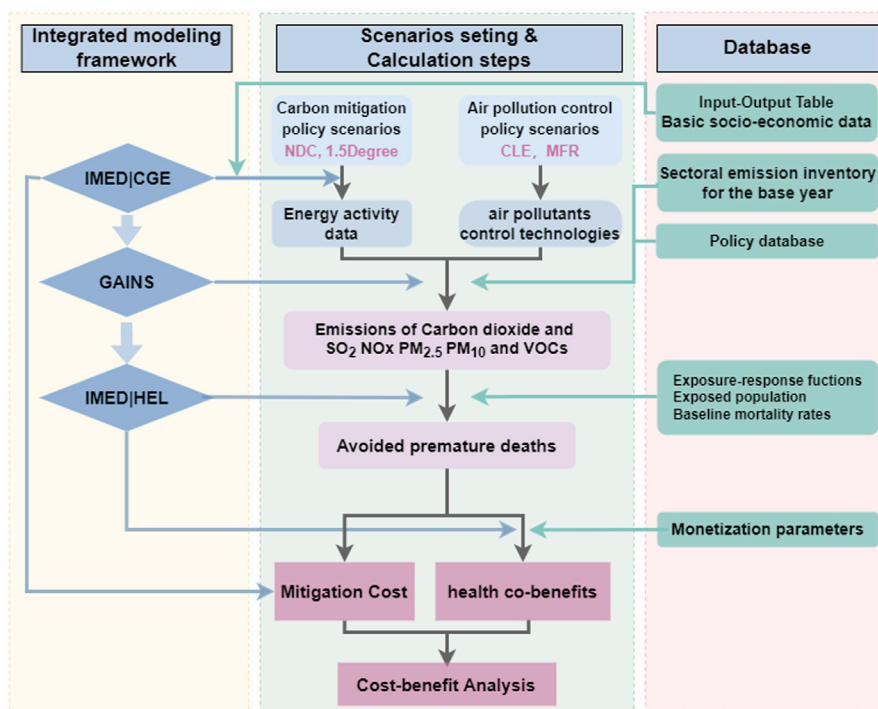 Integrated modeling
framework
Scenarios seting &
Calculation steps
Database
Carbon mitigation
policy scenarios
NDC, 1.5Degree
Air pollution control
policy scenarios
CLE, MFR
Input-Output Table
Basic socio-economic data
IMED|CGE
Sectoral emission inventory
for the base year
Energy activity
data
air pollutants
control technologies
Policy database
GAINS
Emissions of Carbon dioxide and
SO2 NOx PM2.5 PM10 and VOCs
IMED|HEL
Exposure-response fuctions
Exposed population
Baseline mortality rates
Avoided premature deaths
Monetization parameters
Mitigation Cost
health co-benefits
Cost-benefit Analysis